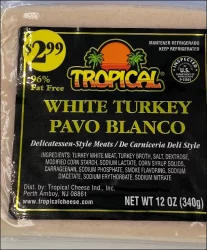 $2.99
MANTENER REFRIGERADO
KEEP REFRIGERATED
INSPECTED
U.S.
96%
Fat Free
TROPICAL
WHITE TURKEY
PAVO BLANCO
Delicatessen-Style Meats / De Carniceria Deli Style
INGREDIENTS: TURKEY WHITE MEAT, TURKEY BROTH, SALT, DEXTROSE,
MODIFIED CORN STARCH, SODIUM LACTATE, CORN SYRUP SOLIDS,
CARRAGEENAN, SODIUM PHOSPHATE, SMOKE FLAVORING, SODIUM
DIACETATE, SODIUM ERYTHORBATE, SODIUM NITRATE
Dist. by: Tropical Cheese Ind., Inc.
Perth Amboy, NJ 08861
www.tropicalcheese.com
NET WT 12 OZ (340g)